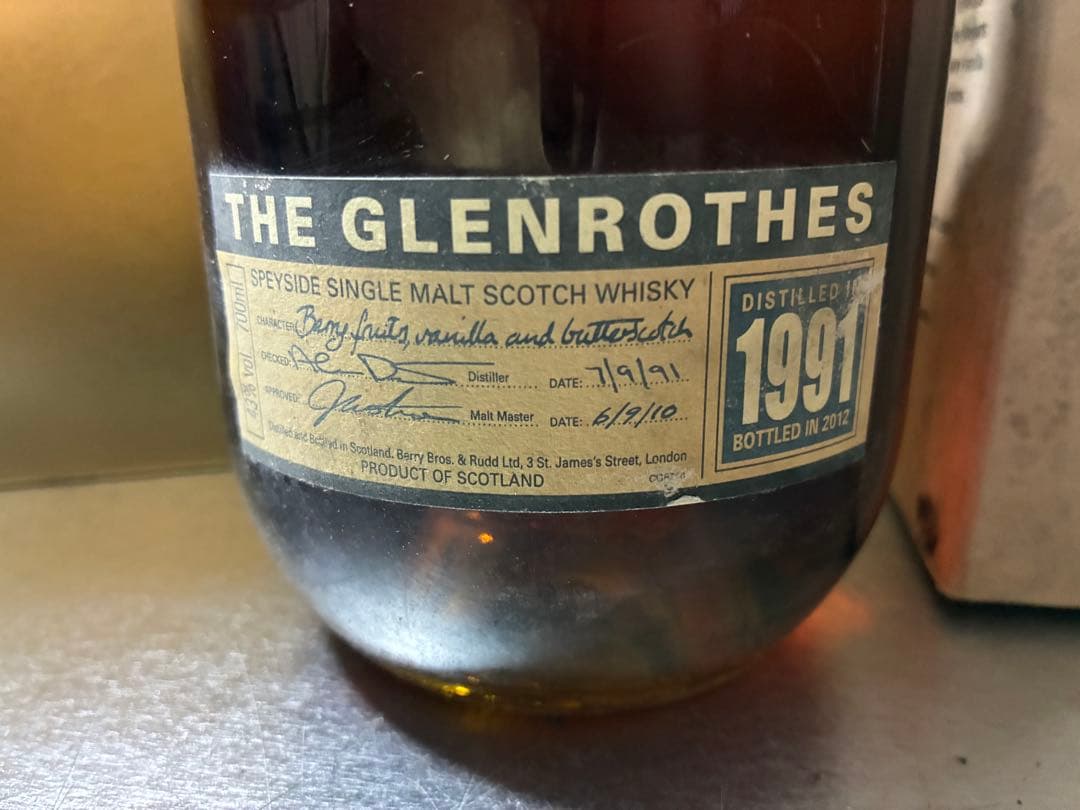 THE GLENROTHES
SPEYSIDE SINGLE MALT SCOTCH WHISKY
CHARACTER: Berry fruits, vanilla and butterscotch
CHECKED: Distiller DATE: 7/9/91
APPROVED: Malt Master DATE: 6/9/10
Distilled and Bottled in Scotland. Berry Bros. & Rudd Ltd, 3 St. James's Street, London
PRODUCT OF SCOTLAND
700ml
43% vol
DISTILLED IN
1991
BOTTLED IN 2012